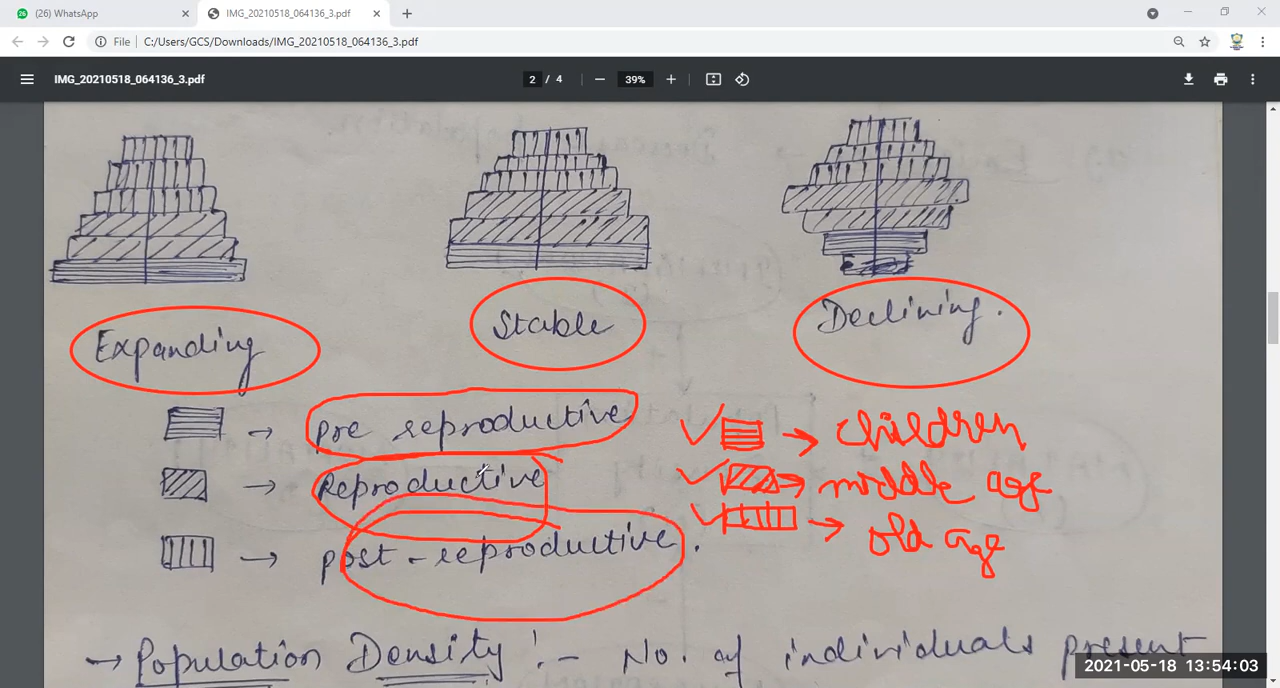 (26) WhatsApp
IMG_20210518_064136_3.pdf
File
C:/Users/GCS/Downloads/IMG_20210518_064136_3.pdf
IMG_20210518_064136_3.pdf
2 / 4
39%
Expanding
Stable
Declining.
→ pre reproductive
→ Reproductive
→ post-reproductive.
→ children
→ middle age
→ old age
→ Population Density :- No. of individuals present
2021-05-18 13:54:03